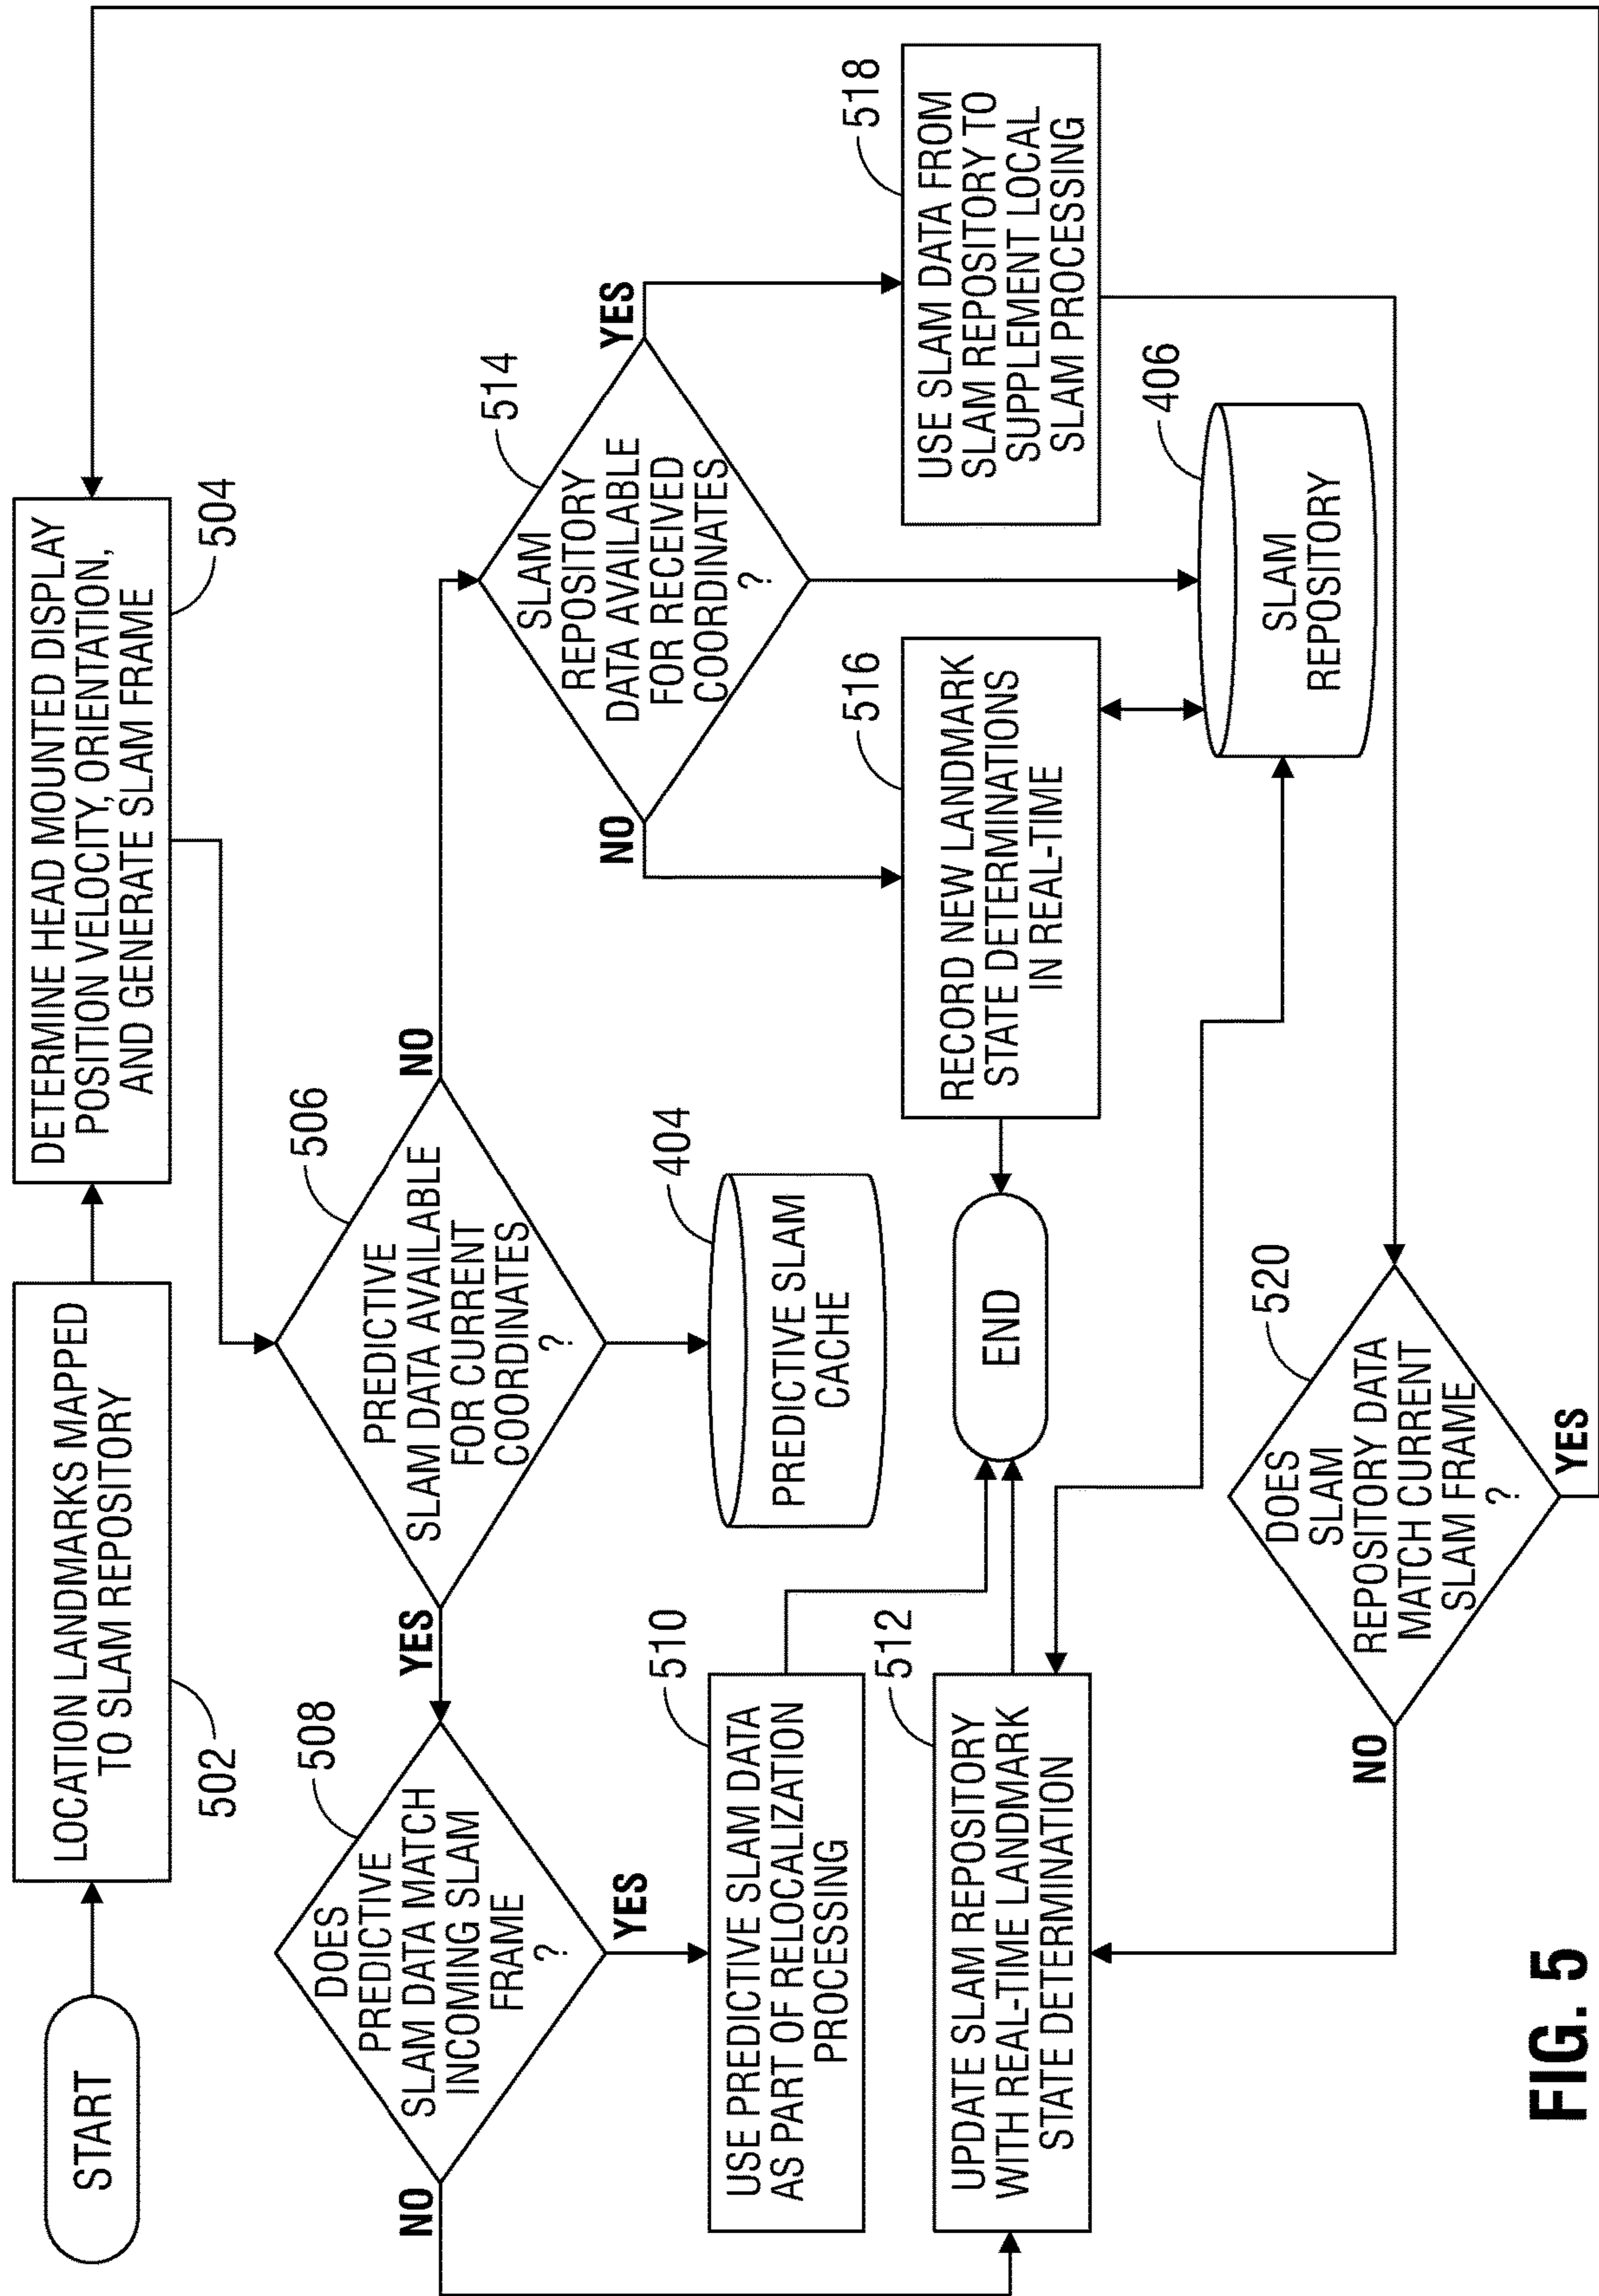 START
LOCATION LANDMARKS MAPPED
TO SLAM REPOSITORY
502
DETERMINE HEAD MOUNTED DISPLAY
POSITION VELOCITY, ORIENTATION,
AND GENERATE SLAM FRAME
504
PREDICTIVE
SLAM DATA AVAILABLE
FOR CURRENT
COORDINATES
?
506
YES
NO
DOES
PREDICTIVE
SLAM DATA MATCH
INCOMING SLAM
FRAME
?
508
NO
YES
PREDICTIVE SLAM
CACHE
404
SLAM
REPOSITORY
DATA AVAILABLE
FOR RECEIVED
COORDINATES
?
514
NO
YES
USE PREDICTIVE SLAM DATA
AS PART OF RELOCALIZATION
PROCESSING
510
UPDATE SLAM REPOSITORY
WITH REAL-TIME LANDMARK
STATE DETERMINATION
512
END
RECORD NEW LANDMARK
STATE DETERMINATIONS
IN REAL-TIME
516
USE SLAM DATA FROM
SLAM REPOSITORY TO
SUPPLEMENT LOCAL
SLAM PROCESSING
518
SLAM
REPOSITORY
406
DOES
SLAM
REPOSITORY DATA
MATCH CURRENT
SLAM FRAME
?
520
NO
YES
FIG. 5